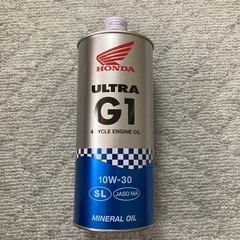 HONDA
ULTRA
G1
4 CYCLE ENGINE OIL
10W-30
SL JASO MA
MINERAL OIL